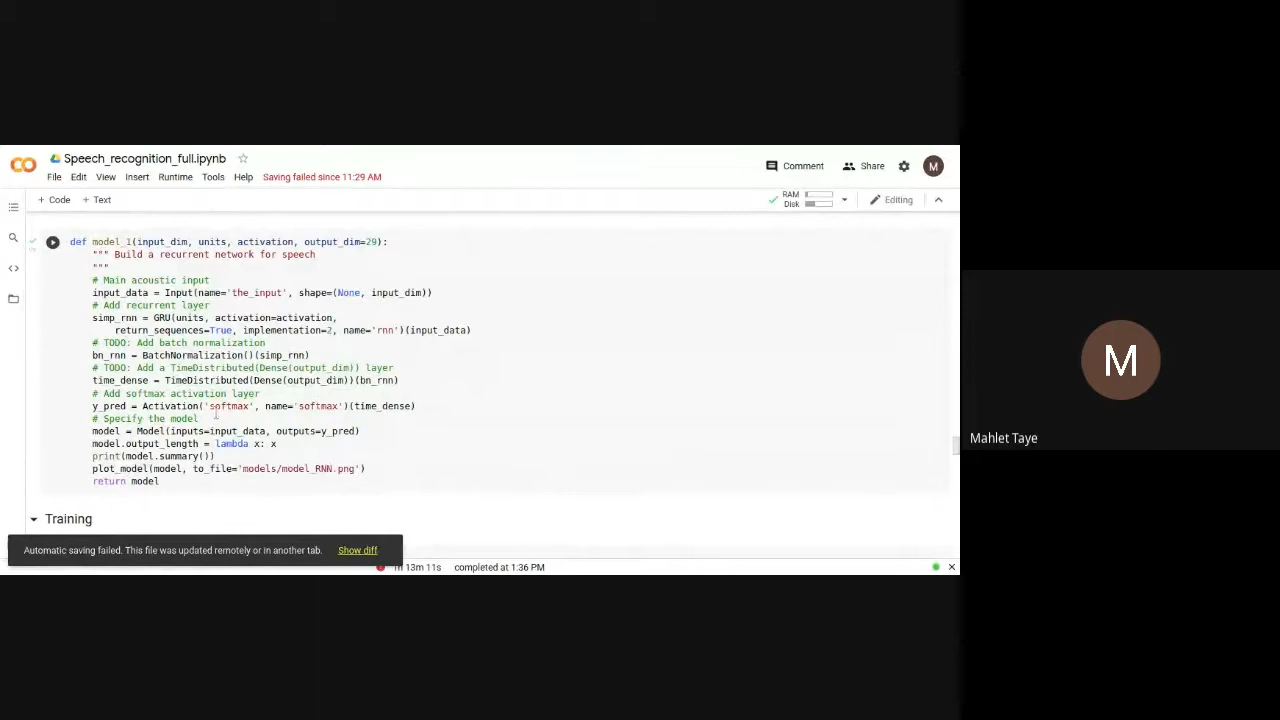 Speech_recognition_full.ipynb
File Edit View Insert Runtime Tools Help Saving failed since 11:29 AM
Comment Share M
+ Code + Text
RAM
Disk
Editing
def model_1(input_dim, units, activation, output_dim=29):
""" Build a recurrent network for speech
"""
# Main acoustic input
input_data = Input(name='the_input', shape=(None, input_dim))
# Add recurrent layer
simp_rnn = GRU(units, activation=activation,
return_sequences=True, implementation=2, name='rnn')(input_data)
# TODO: Add batch normalization
bn_rnn = BatchNormalization()(simp_rnn)
# TODO: Add a TimeDistributed(Dense(output_dim)) layer
time_dense = TimeDistributed(Dense(output_dim))(bn_rnn)
# Add softmax activation layer
y_pred = Activation('softmax', name='softmax')(time_dense)
# Specify the model
model = Model(inputs=input_data, outputs=y_pred)
model.output_length = lambda x: x
print(model.summary())
plot_model(model, to_file='models/model_RNN.png')
return model
Training
Automatic saving failed. This file was updated remotely or in another tab. Show diff
13m 11s completed at 1:36 PM
M
Mahlet Taye